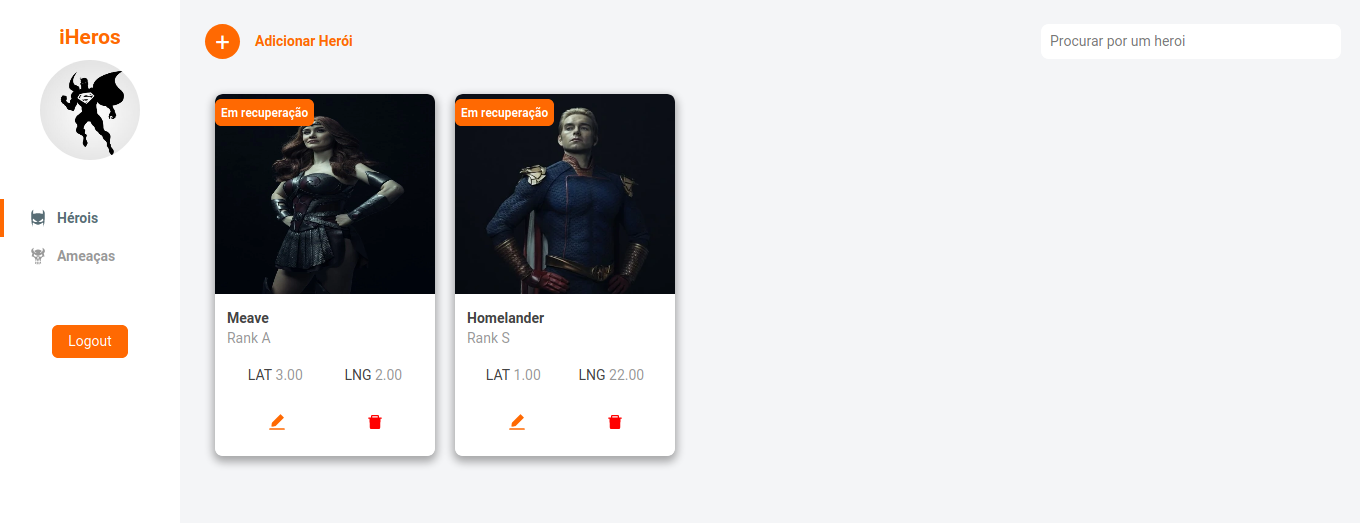 iHeros
Hérois
Ameaças
Logout
Adicionar Herói
Procurar por um heroi
Em recuperação
Meave
Rank A
LAT 3.00 LNG 2.00
Em recuperação
Homelander
Rank S
LAT 1.00 LNG 22.00